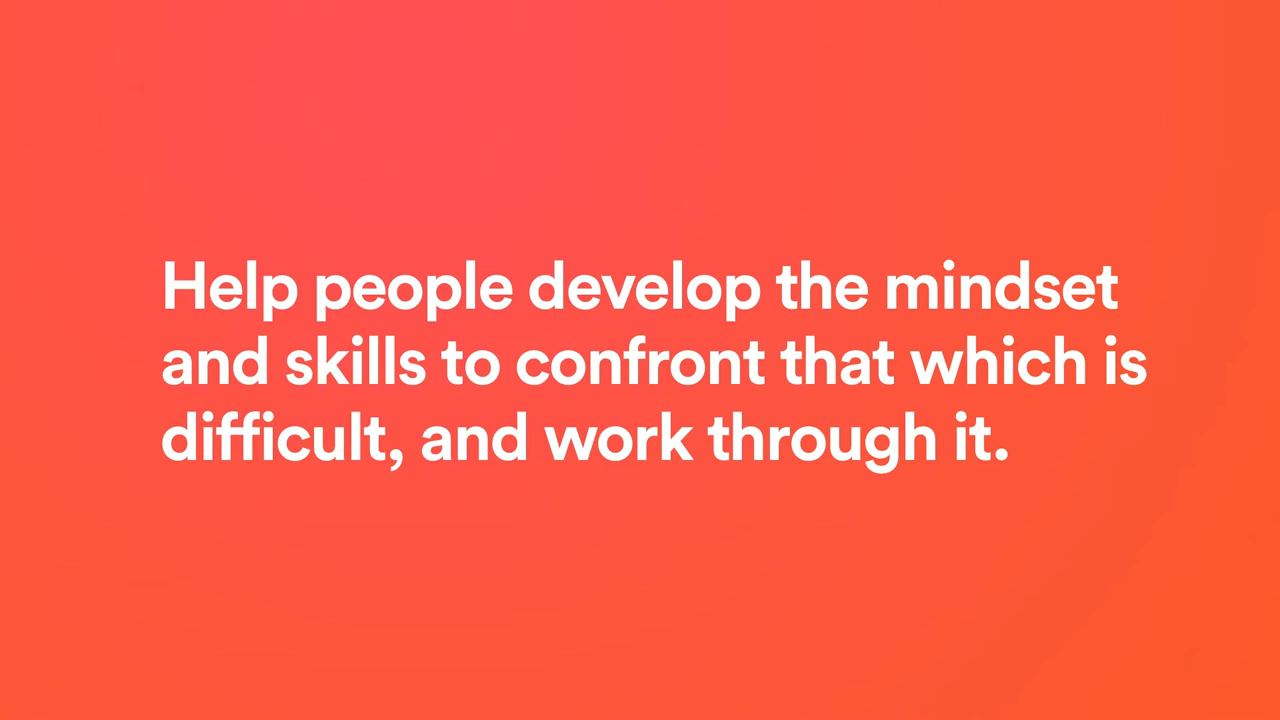 Help people develop the mindset
and skills to confront that which is
difficult, and work through it.